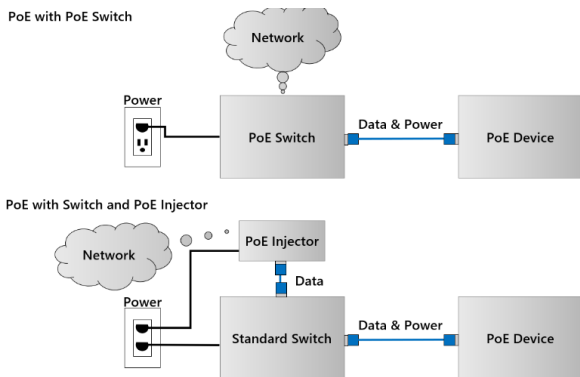 PoE with PoE Switch
Network
Power
PoE Switch
Data & Power
PoE Device
PoE with Switch and PoE Injector
Network
PoE Injector
Data
Power
Standard Switch
Data & Power
PoE Device